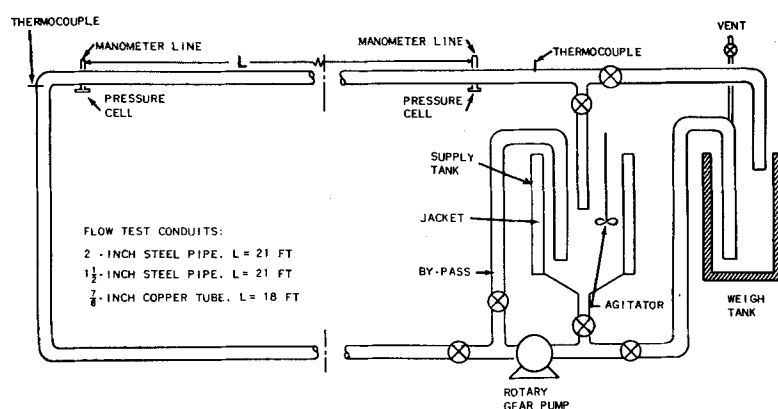 THERMOCOUPLE
MANOMETER LINE
L
MANOMETER LINE
THERMOCOUPLE
VENT
PRESSURE
CELL
PRESSURE
CELL
SUPPLY
TANK
JACKET
FLOW TEST CONDUITS:
2 - INCH STEEL PIPE. L = 21 FT
1 1/2 - INCH STEEL PIPE. L = 21 FT
7/8 - INCH COPPER TUBE. L = 18 FT
BY-PASS
AGITATOR
WEIGH
TANK
ROTARY
GEAR PUMP